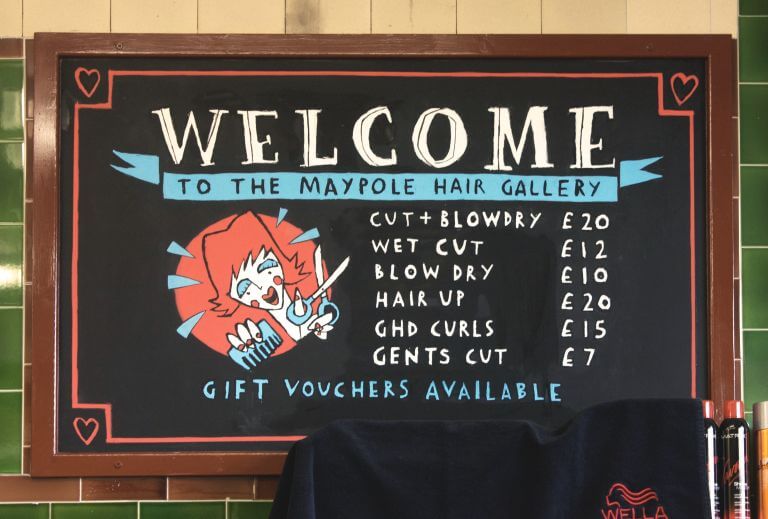 WELCOME
TO THE MAYPOLE HAIR GALLERY
CUT + BLOWDRY £20
WET CUT £12
BLOW DRY £10
HAIR UP £20
GHD CURLS £15
GENTS CUT £7
GIFT VOUCHERS AVAILABLE
WELLA